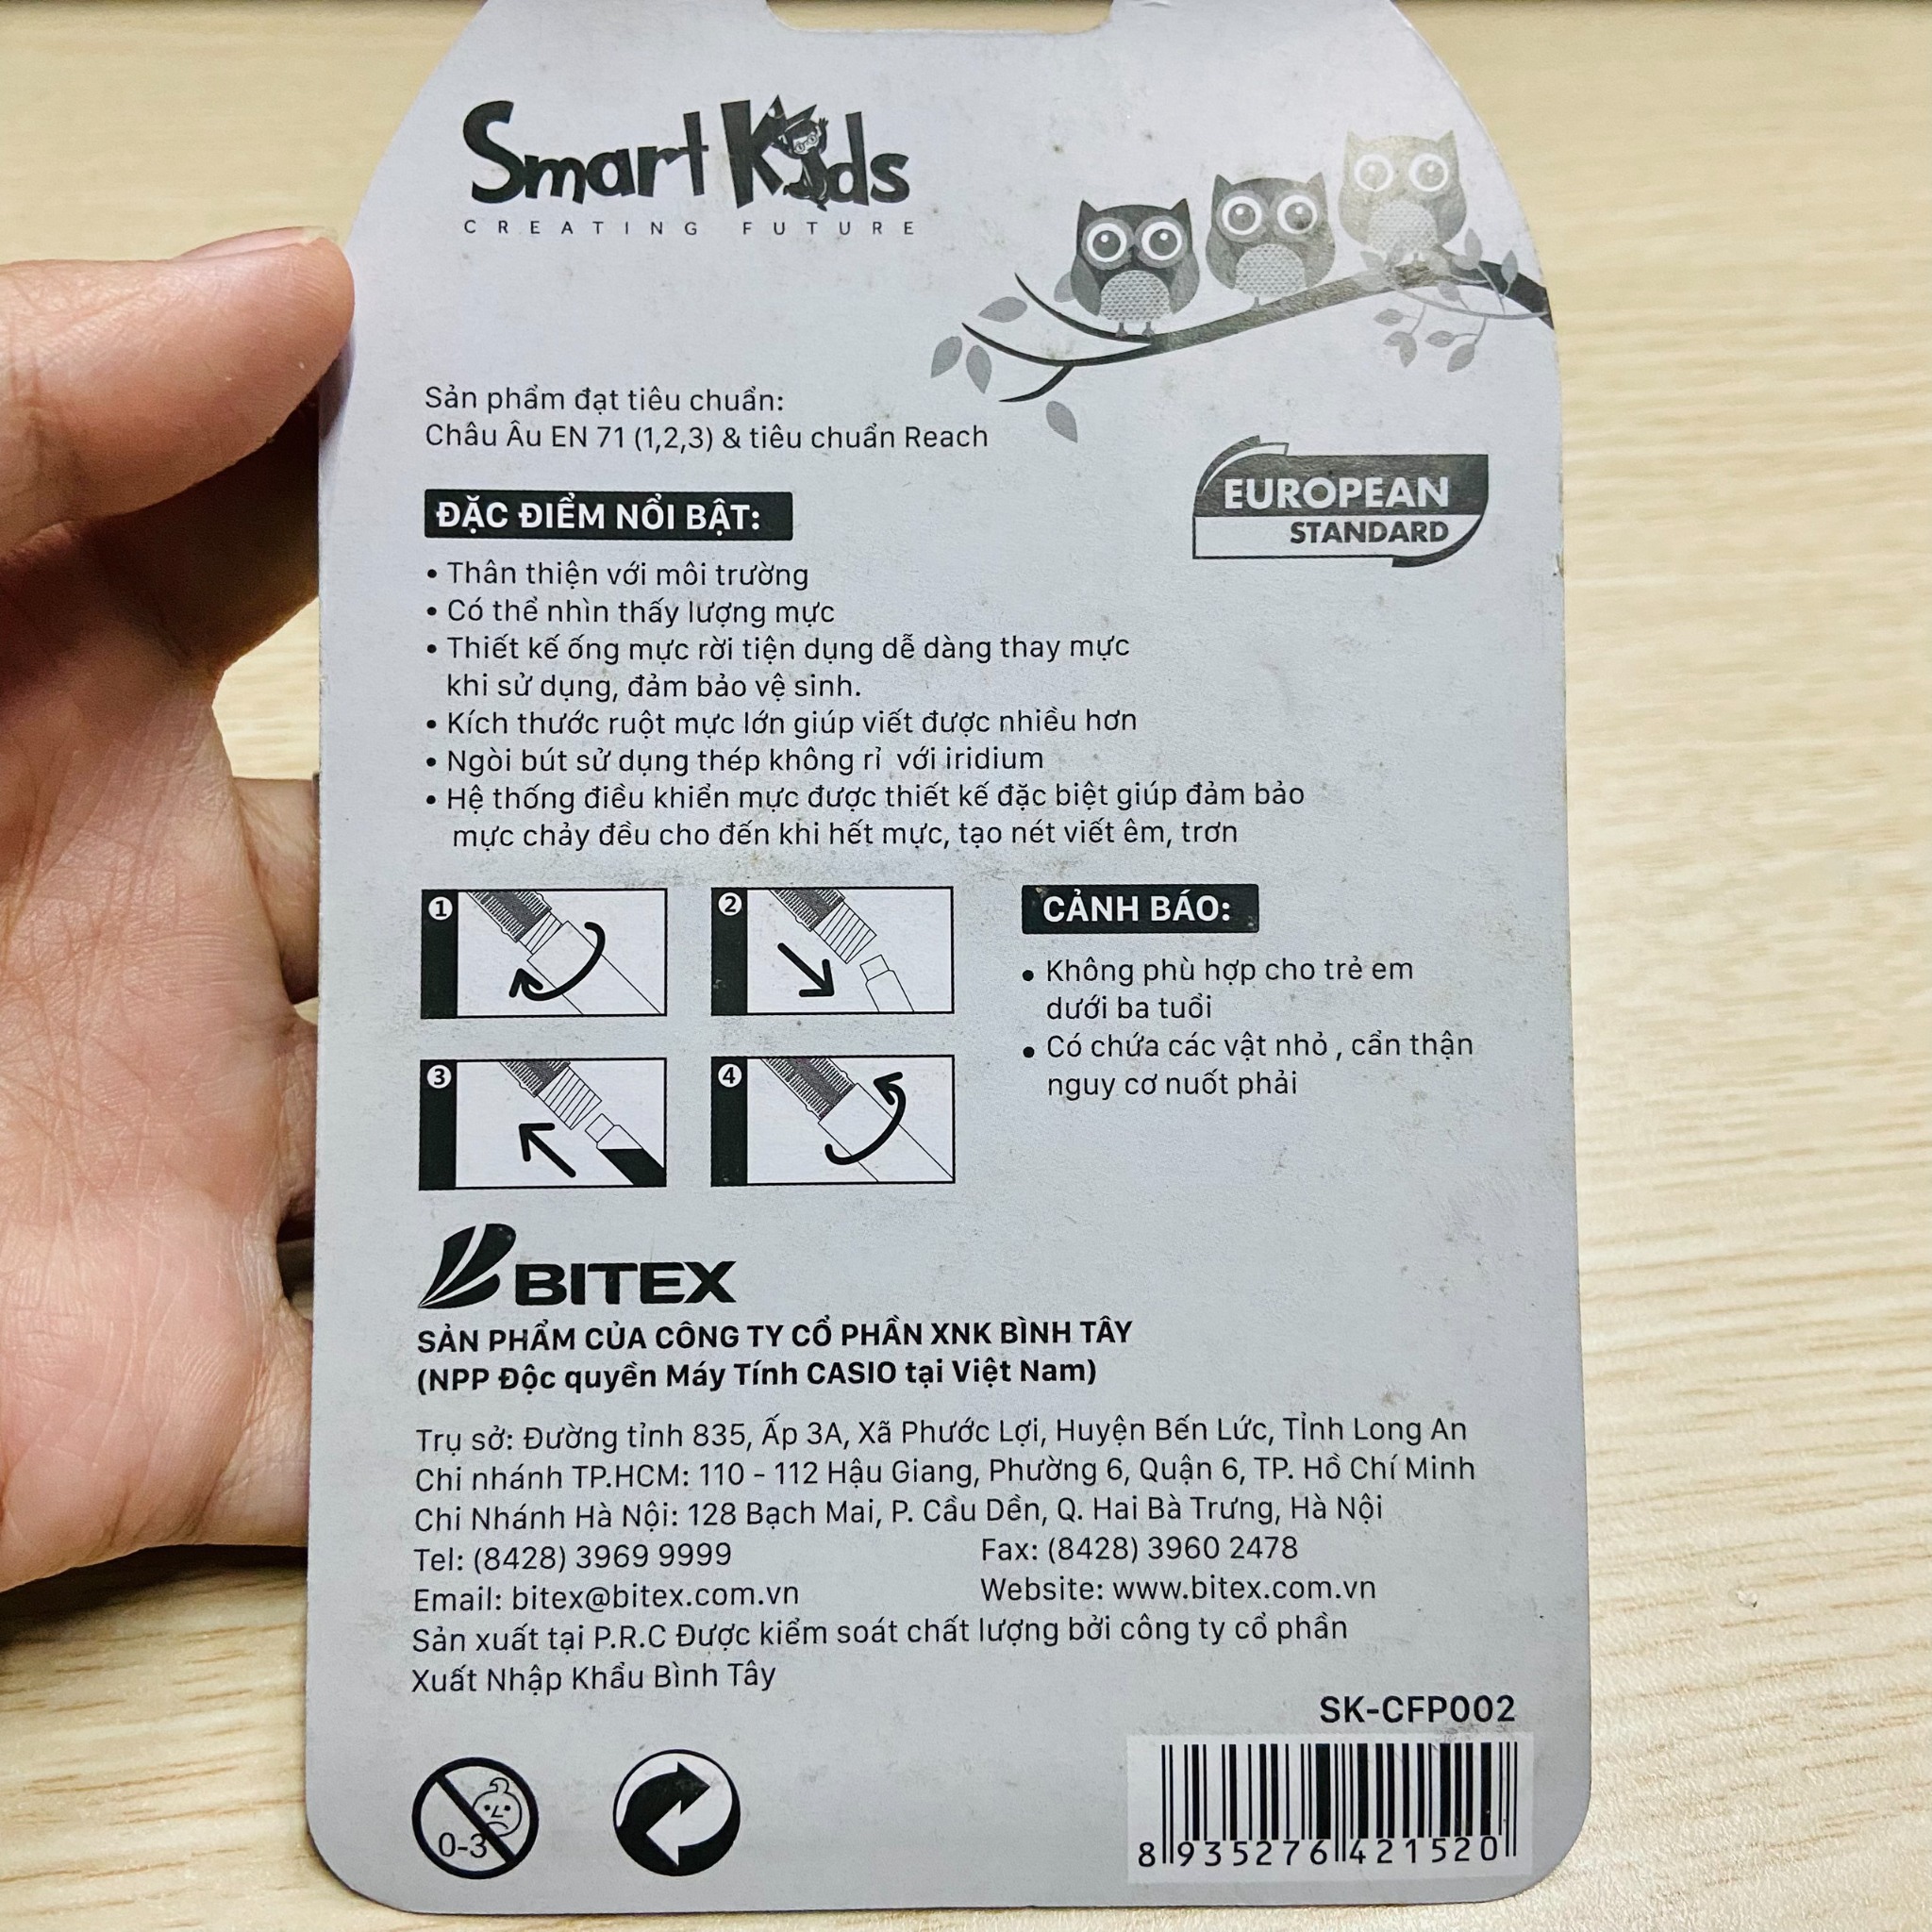 Smart Kids
CREATING FUTURE
Sản phẩm đạt tiêu chuẩn:
Châu Âu EN 71 (1,2,3) & tiêu chuẩn Reach
EUROPEAN
STANDARD
ĐẶC ĐIỂM NỔI BẬT:
• Thân thiện với môi trường
• Có thể nhìn thấy lượng mực
• Thiết kế ống mực rời tiện dụng dễ dàng thay mực
khi sử dụng, đảm bảo vệ sinh.
• Kích thước ruột mực lớn giúp viết được nhiều hơn
• Ngòi bút sử dụng thép không rỉ với iridium
• Hệ thống điều khiển mực được thiết kế đặc biệt giúp đảm bảo
mực chảy đều cho đến khi hết mực, tạo nét viết êm, trơn
1
2
3
4
CẢNH BÁO:
• Không phù hợp cho trẻ em
dưới ba tuổi
• Có chứa các vật nhỏ , cẩn thận
nguy cơ nuốt phải
BITEX
SẢN PHẨM CỦA CÔNG TY CỔ PHẦN XNK BÌNH TÂY
(NPP Độc quyền Máy Tính CASIO tại Việt Nam)
Trụ sở: Đường tỉnh 835, Ấp 3A, Xã Phước Lợi, Huyện Bến Lức, Tỉnh Long An
Chi nhánh TP.HCM: 110 - 112 Hậu Giang, Phường 6, Quận 6, TP. Hồ Chí Minh
Chi Nhánh Hà Nội: 128 Bạch Mai, P. Cầu Dền, Q. Hai Bà Trưng, Hà Nội
Tel: (8428) 3969 9999 Fax: (8428) 3960 2478
Email: bitex@bitex.com.vn Website: www.bitex.com.vn
Sản xuất tại P.R.C Được kiểm soát chất lượng bởi công ty cổ phần
Xuất Nhập Khẩu Bình Tây
SK-CFP002
0-3
8 935276 421520